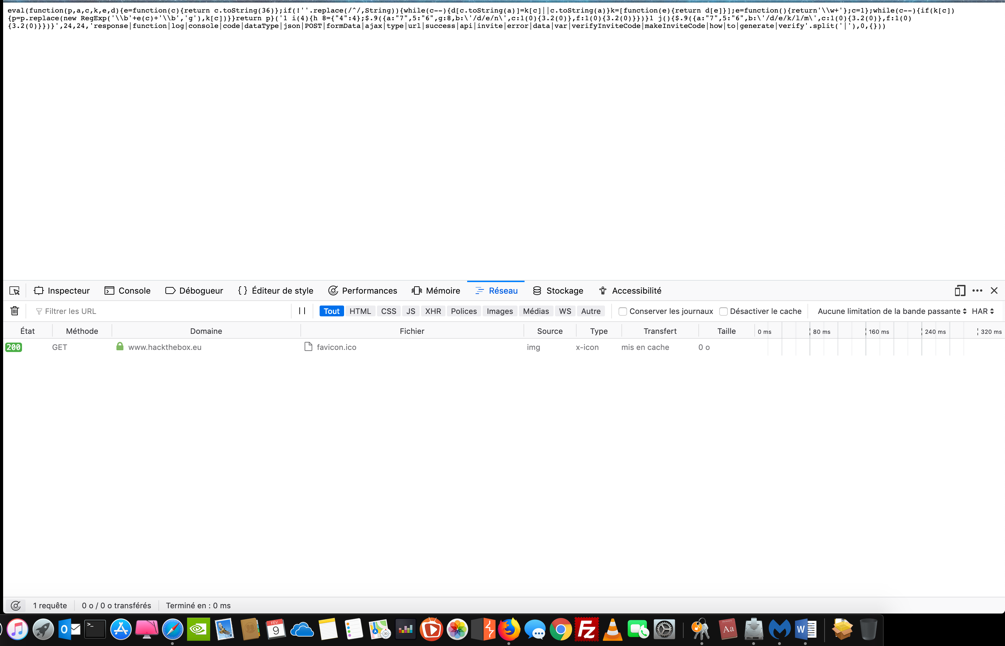 eval(function(p,a,c,k,e,d){e=function(c){return c.toString(36)};if(!''.replace(/^/,String)){while(c--){d[c.toString(a)]=k[c]||c.toString(a)}k=[function(e){return d[e]}];e=function(){return'\\w+'};c=1};while(c--){if(k[c])
{p=p.replace(new RegExp('\\b'+e(c)+'\\b','g'),k[c])}}return p}('1 i(4){h 8={"4":4};$.9({a:"7",5:"6",g:8,b:\'/d/e/n\',c:1(0){3.2(0)},f:1(0){3.2(0)}})}1 j(){$.9({a:"7",5:"6",b:\'/d/e/k/l/m\',c:1(0){3.2(0)},f:1(0)
{3.2(0)}})}',24,24,'response|function|log|console|code|dataType|json|POST|formData|ajax|type|url|success|api|invite|error|data|var|verifyInviteCode|makeInviteCode|how|to|generate|verify'.split('|'),0,{}))
Inspecteur Console Débogueur { } Éditeur de style Performances Mémoire Réseau Stockage Accessibilité
Filtrer les URL Tout HTML CSS JS XHR Polices Images Médias WS Autre Conserver les journaux Désactiver le cache Aucune limitation de la bande passante HAR
État Méthode Domaine Fichier Source Type Transfert Taille 0 ms 80 ms 160 ms 240 ms 320 ms
200 GET www.hackthebox.eu favicon.ico img x-icon mis en cache 0 o
1 requête 0 o / 0 o transférés Terminé en : 0 ms
9